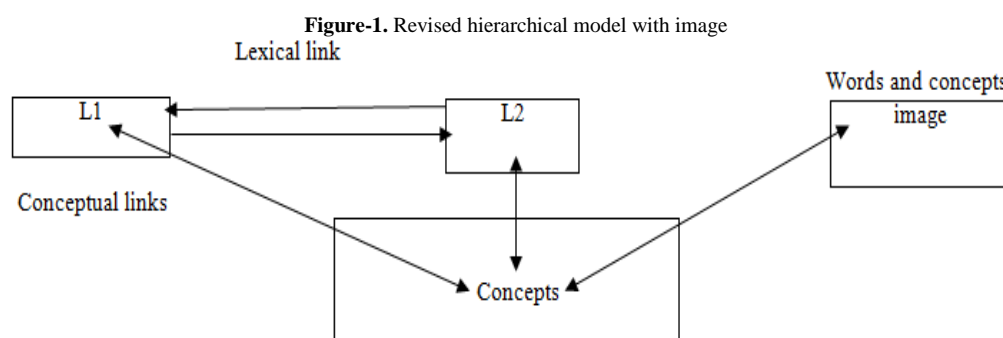 Figure-1. Revised hierarchical model with image
Lexical link
Words and concepts
L1
L2
image
Conceptual links
Concepts